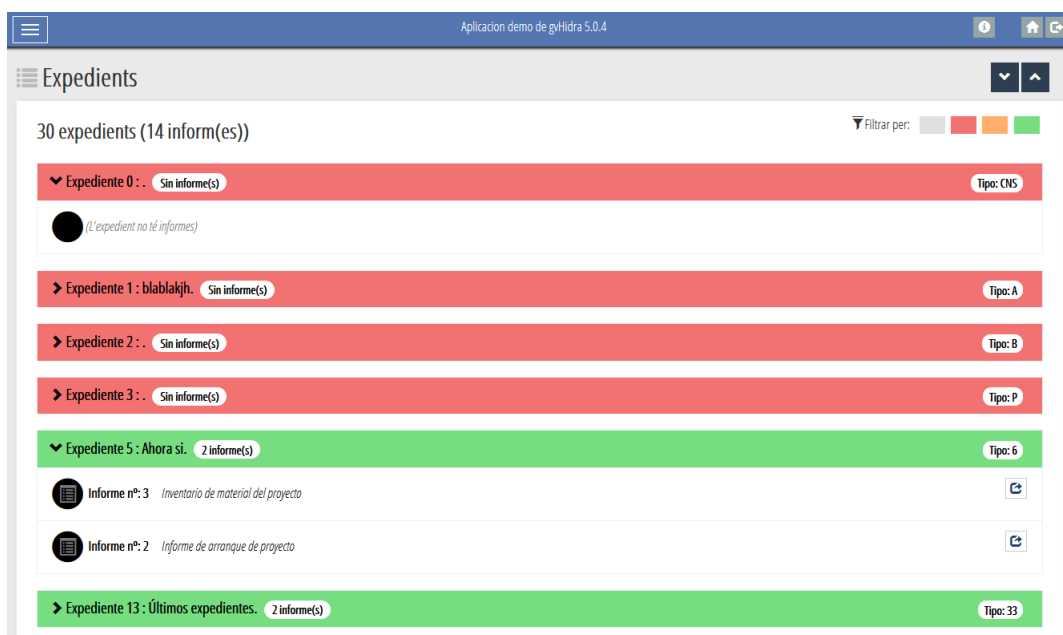 Aplicacion demo de gvHidra 5.0.4
Expedients
30 expedients (14 inform(es))
Filtrar per:
Expediente 0 : . Sin informe(s) Tipo: CNS
(L'expedient no té informes)
Expediente 1 : blablakjh. Sin informe(s) Tipo: A
Expediente 2 : . Sin informe(s) Tipo: B
Expediente 3 : . Sin informe(s) Tipo: P
Expediente 5 : Ahora si. 2 informe(s) Tipo: 6
Informe nº: 3 Inventario de material del proyecto
Informe nº: 2 Informe de arranque de proyecto
Expediente 13 : Últimos expedientes. 2 informe(s) Tipo: 33